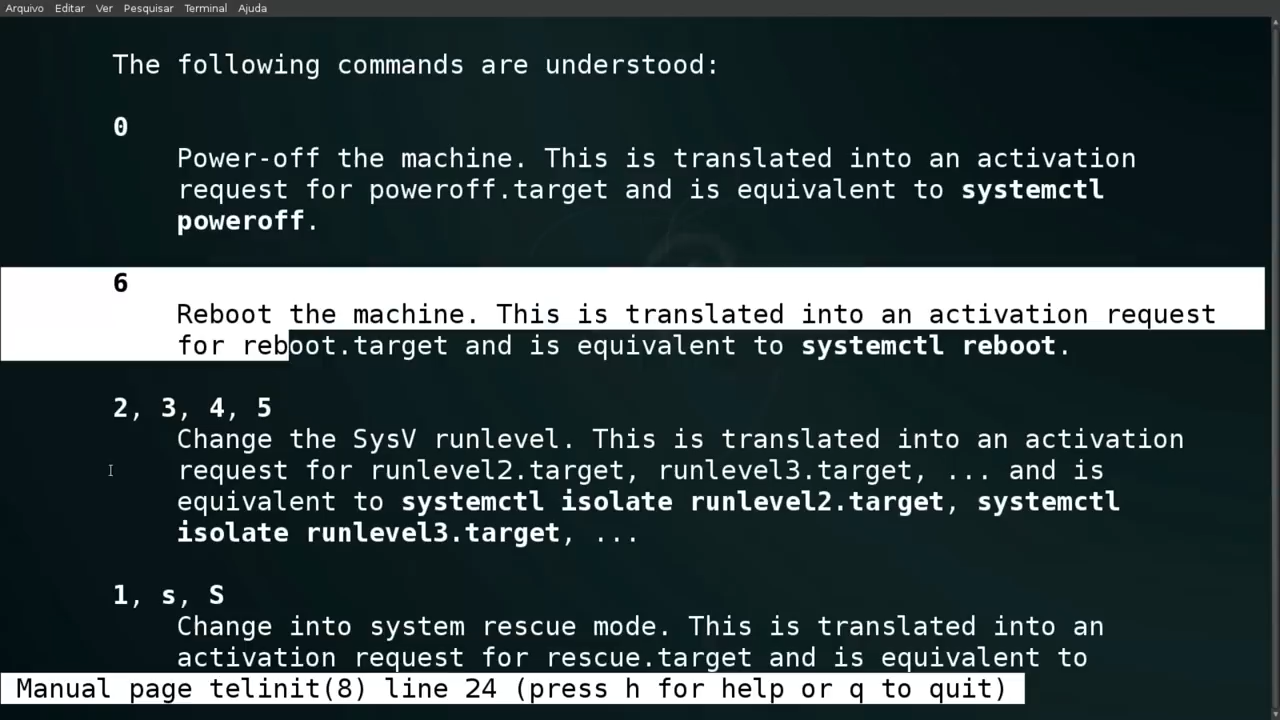 Arquivo Editar Ver Pesquisar Terminal Ajuda
The following commands are understood:
0
Power-off the machine. This is translated into an activation
request for poweroff.target and is equivalent to systemctl
poweroff.
6
Reboot the machine. This is translated into an activation request
for reboot.target and is equivalent to systemctl reboot.
2, 3, 4, 5
Change the SysV runlevel. This is translated into an activation
request for runlevel2.target, runlevel3.target, ... and is
equivalent to systemctl isolate runlevel2.target, systemctl
isolate runlevel3.target, ...
1, s, S
Change into system rescue mode. This is translated into an
activation request for rescue.target and is equivalent to
Manual page telinit(8) line 24 (press h for help or q to quit)